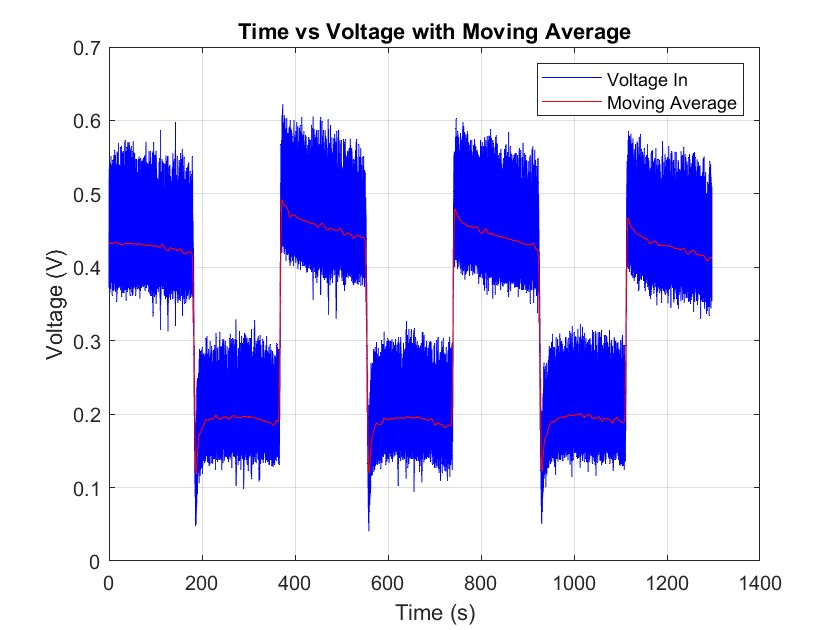 Time vs Voltage with Moving Average
Voltage In
Moving Average
Voltage (V)
0.7
0.6
0.5
0.4
0.3
0.2
0.1
0
0 200 400 600 800 1000 1200 1400
Time (s)